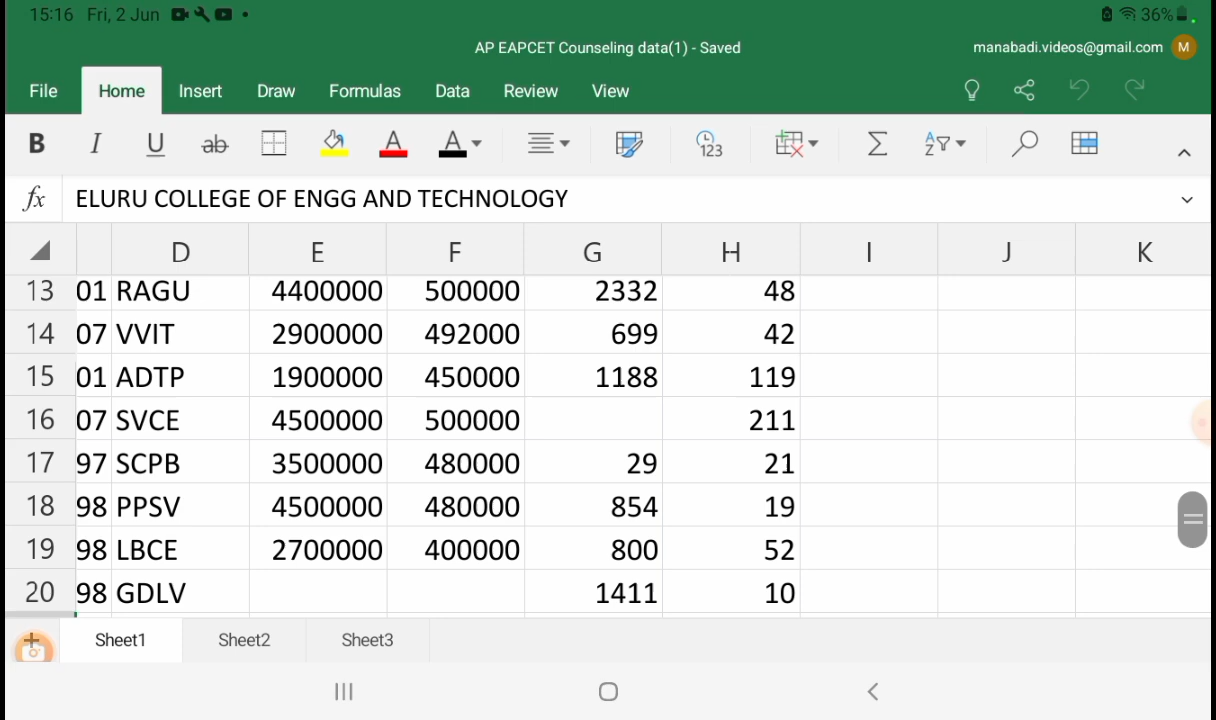 15:16 Fri, 2 Jun 36%
AP EAPCET Counseling data(1) - Saved manabadi.videos@gmail.com M
File Home Insert Draw Formulas Data Review View
B I U ab A A 123 A Z
fx ELURU COLLEGE OF ENGG AND TECHNOLOGY
D E F G H I J K
13 01 RAGU 4400000 500000 2332 48
14 07 VVIT 2900000 492000 699 42
15 01 ADTP 1900000 450000 1188 119
16 07 SVCE 4500000 500000 211
17 97 SCPB 3500000 480000 29 21
18 98 PPSV 4500000 480000 854 19
19 98 LBCE 2700000 400000 800 52
20 98 GDLV 1411 10
Sheet1 Sheet2 Sheet3